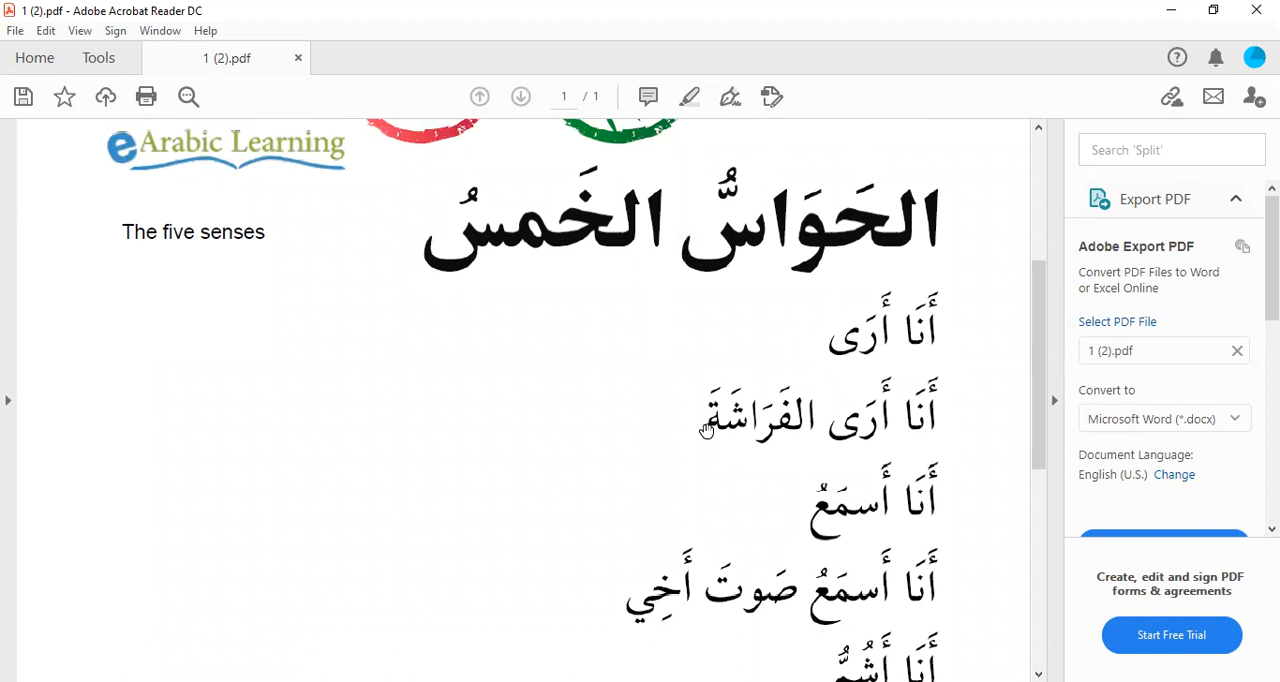 1 (2).pdf - Adobe Acrobat Reader DC
File Edit View Sign Window Help
Home Tools 1 (2).pdf
1 / 1
e Arabic Learning
The five senses
الحَوَاسُّ الخَمسُ
أَنَا أَرَى
أَنَا أَرَى الفَرَاشَةَ
أَنَا أَسمَعُ
أَنَا أَسمَعُ صَوتَ أَخِي
أَنَا أَشُمُّ
Search 'Split'
Export PDF
Adobe Export PDF
Convert PDF Files to Word
or Excel Online
Select PDF File
1 (2).pdf
Convert to
Microsoft Word (*.docx)
Document Language:
English (U.S.) Change
Create, edit and sign PDF
forms & agreements
Start Free Trial